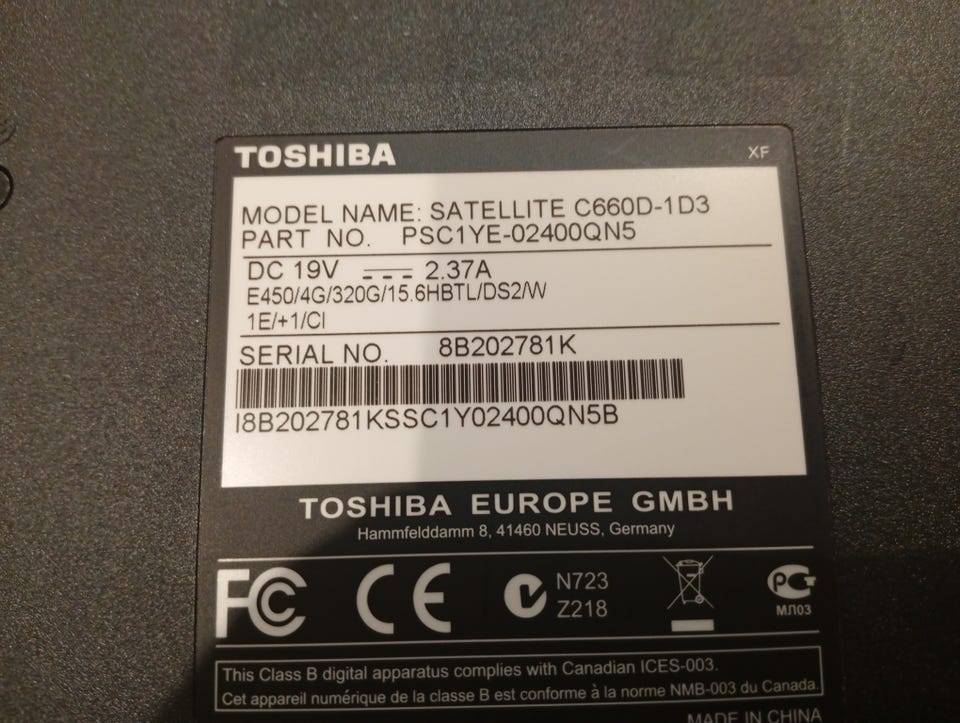 TOSHIBA XF
MODEL NAME: SATELLITE C660D-1D3
PART NO. PSC1YE-02400QN5
DC 19V 2.37A
E450/4G/320G/15.6HBTL/DS2/W
1E/+1/CI
SERIAL NO. 8B202781K
I8B202781KSSC1Y02400QN5B
TOSHIBA EUROPE GMBH
Hammfelddamm 8, 41460 NEUSS, Germany
FC CE N723
Z218
РСТ
МЛ03
This Class B digital apparatus complies with Canadian ICES-003.
Cet appareil numérique de la classe B est conforme à la norme NMB-003 du Canada.
MADE IN CHINA